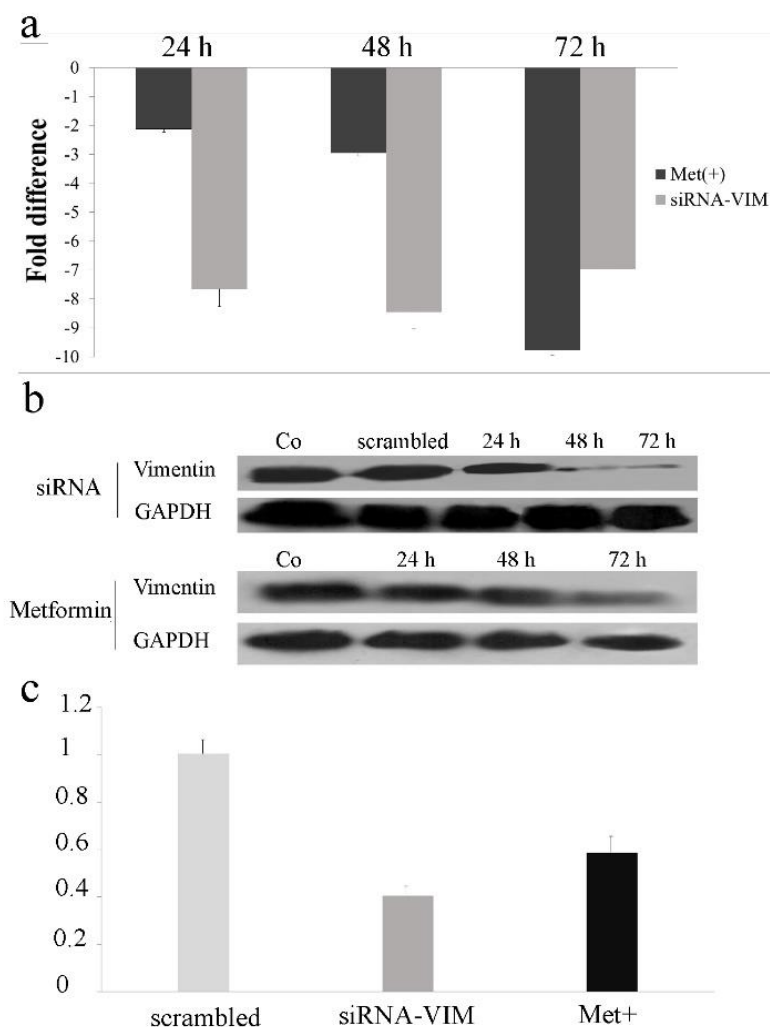 a
24 h 48 h 72 h
0
-1
-2
-3
-4
-5
-6
-7
-8
-9
-10
Fold difference
Met(+)
siRNA-VIM
b
Co scrambled 24 h 48 h 72 h
siRNA
Vimentin
GAPDH
Co 24 h 48 h 72 h
Metformin
Vimentin
GAPDH
c
1.2
1
0.8
0.6
0.4
0.2
0
scrambled siRNA-VIM Met+